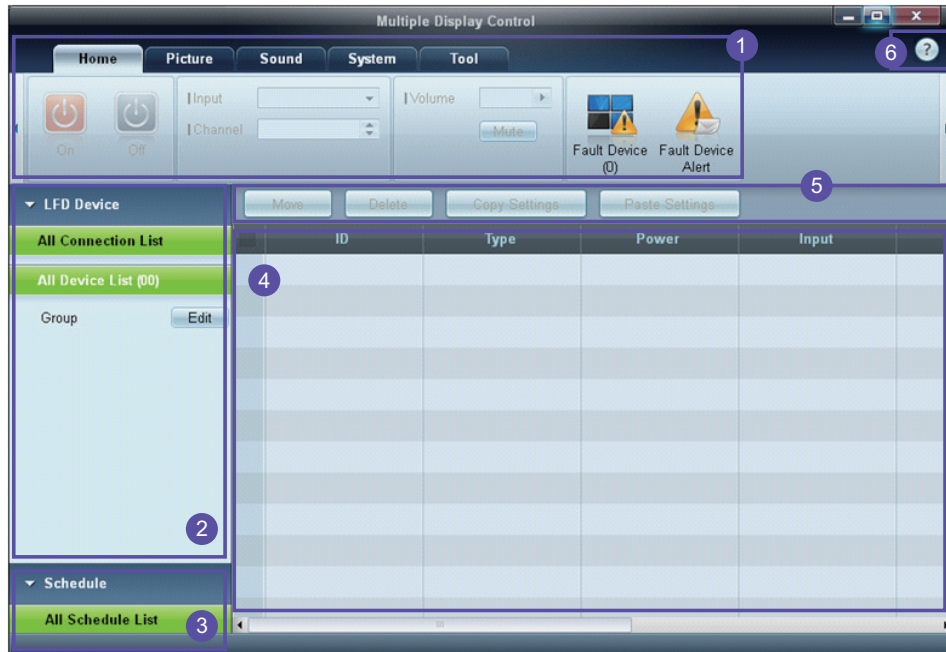 Multiple Display Control
1
6
?
Home Picture Sound System Tool
Input
Volume
Channel
Mute
On Off
Fault Device (0)
Fault Device Alert
5
LFD Device
Move Delete Copy Settings Paste Settings
All Connection List
ID Type Power Input
All Device List (00)
4
Group Edit
2
Schedule
All Schedule List
3